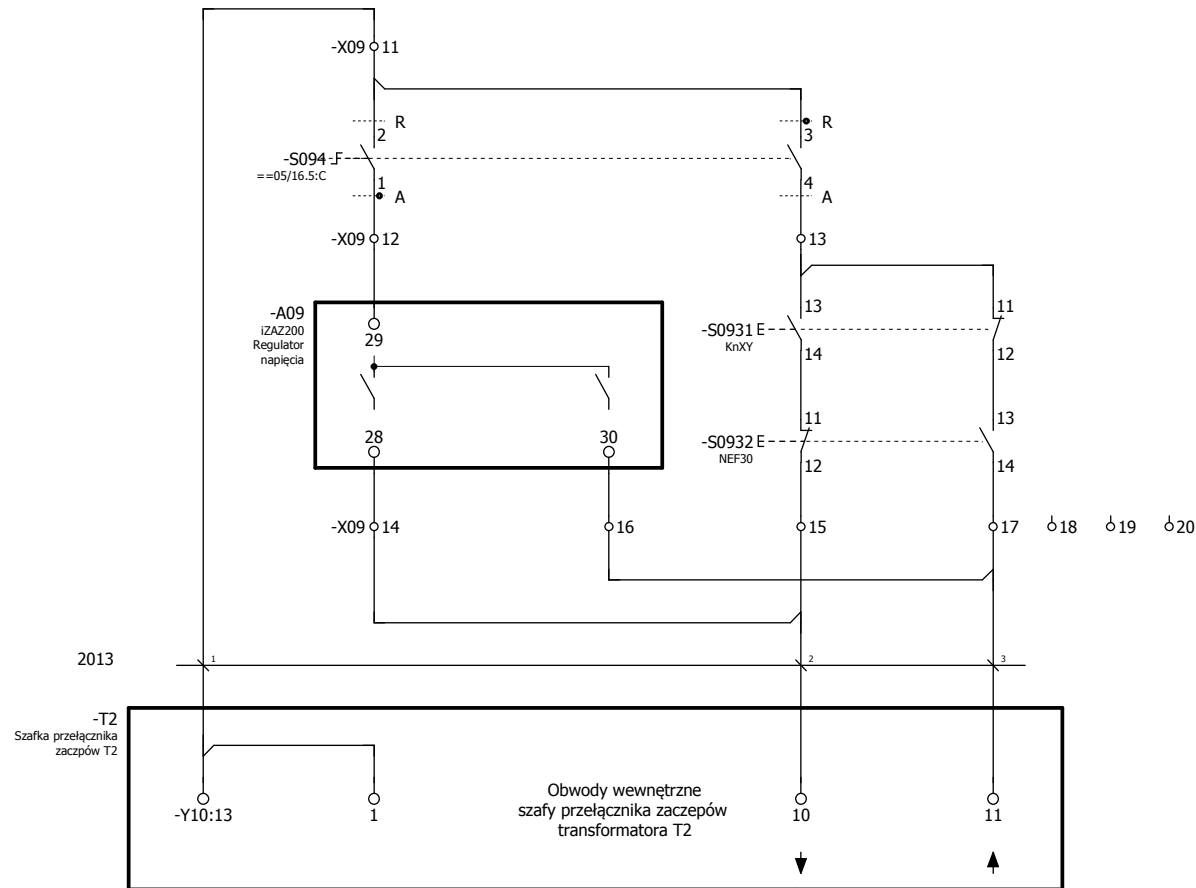 -X09 11
R R
2 3
-S094
==05/16.5:C
1 4
A A
-X09 12 13
-A09
iZAZ200
Regulator
napięcia
29
13 11
-S0931
KnXY
14 12
28 30
11 13
-S0932
NEF30
12 14
-X09 14 16 15 17 18 19 20
2013 1 2 3
-T2
Szafka przełącznika
zaczpów T2
Obwody wewnętrzne
szafy przełącznika zaczepów
transformatora T2
-Y10:13 1 10 11